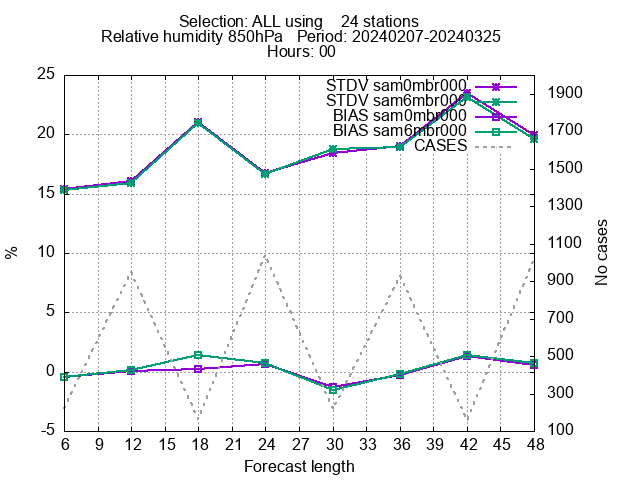 Selection: ALL using    24 stations
Relative humidity 850hPa   Period: 20240207-20240325
Hours: 00
STDV sam0mbr000
STDV sam6mbr000
BIAS sam0mbr000
BIAS sam6mbr000
CASES
25
20
15
10
5
0
-5
%
1900
1700
1500
1300
1100
900
700
500
300
100
No cases
6 9 12 15 18 21 24 27 30 33 36 39 42 45 48
Forecast length